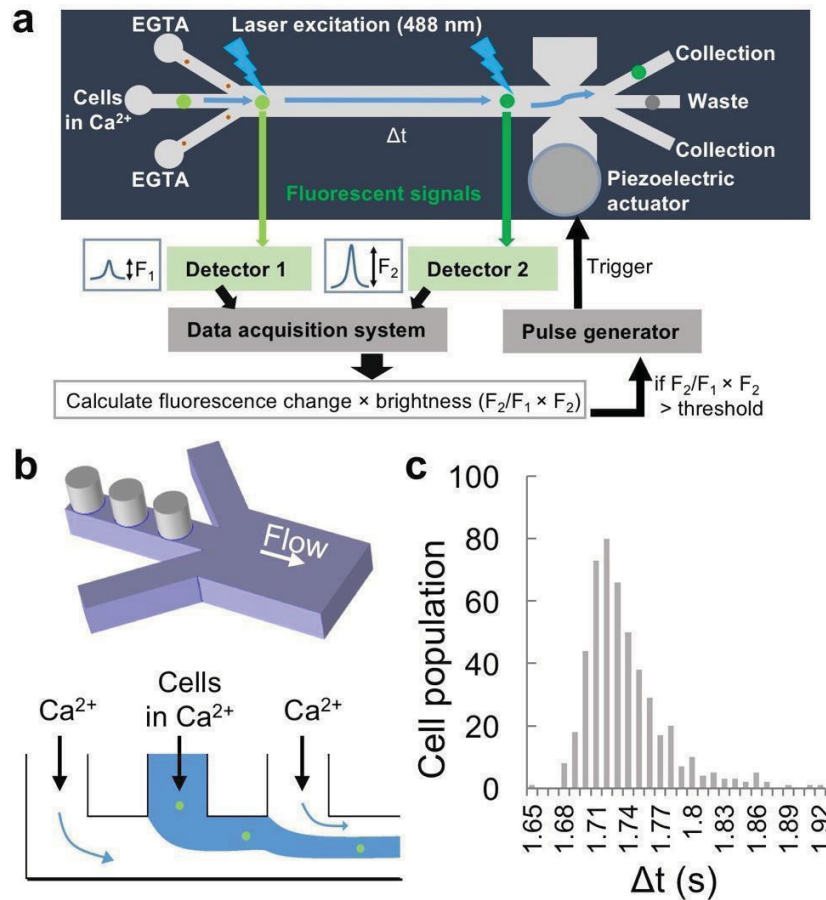 a
EGTA
Laser excitation (488 nm)
Collection
Cells
in Ca²⁺
Δt
Waste
EGTA
Fluorescent signals
Collection
Piezoelectric
actuator
F₁
Detector 1
F₂
Detector 2
Trigger
Data acquisition system
Pulse generator
Calculate fluorescence change × brightness (F₂/F₁ × F₂)
if F₂/F₁ × F₂
> threshold
b
Flow
Ca²⁺
Cells
in Ca²⁺
Ca²⁺
c
Cell population
100
80
60
40
20
0
1.65
1.68
1.71
1.74
1.77
1.8
1.83
1.86
1.89
1.92
Δt (s)